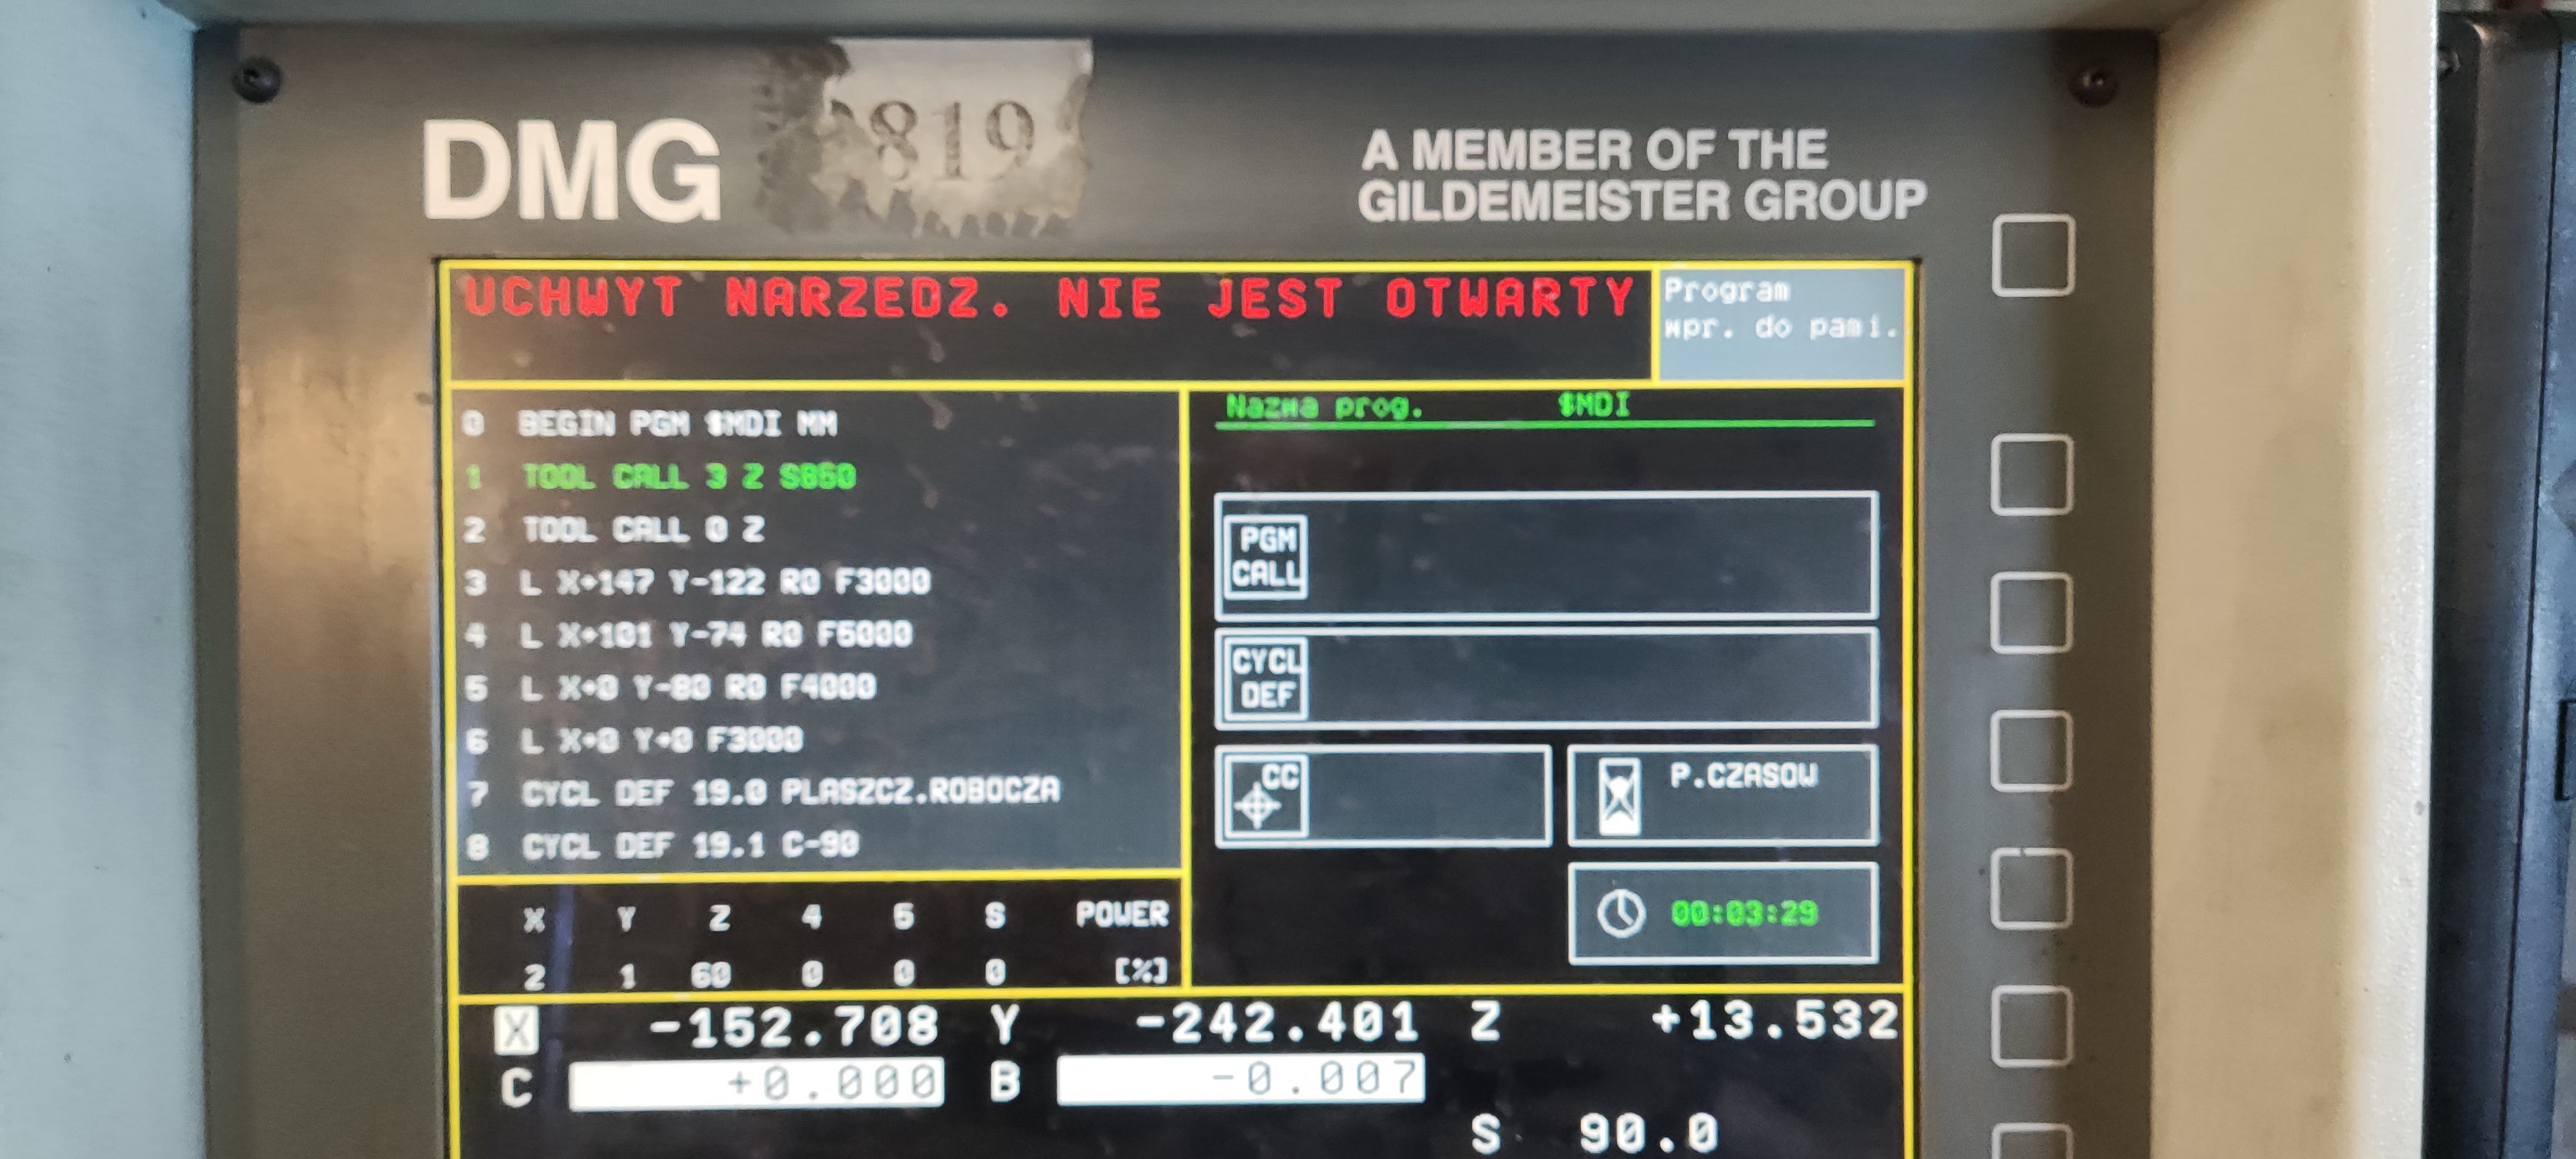 DMG
819
A MEMBER OF THE
GILDEMEISTER GROUP
UCHWYT NARZEDZ. NIE JEST OTWARTY
Program
wpr. do pami.
0 BEGIN PGM $MDI MM
1 TOOL CALL 3 Z S850
2 TOOL CALL 0 Z
3 L X+147 Y-122 R0 F3000
4 L X+101 Y-74 R0 F5000
5 L X+0 Y-80 R0 F4000
6 L X+0 Y+0 F3000
7 CYCL DEF 19.0 PLASZCZ.ROBOCZA
8 CYCL DEF 19.1 C-90
Nazwa prog. $MDI
PGM
CALL
CYCL
DEF
CC
P.CZASOW
00:03:29
X Y Z 4 5 S POWER
2 1 60 0 0 0 [%]
X -152.708 Y -242.401 Z +13.532
C +0.000 B -0.007
S 90.0